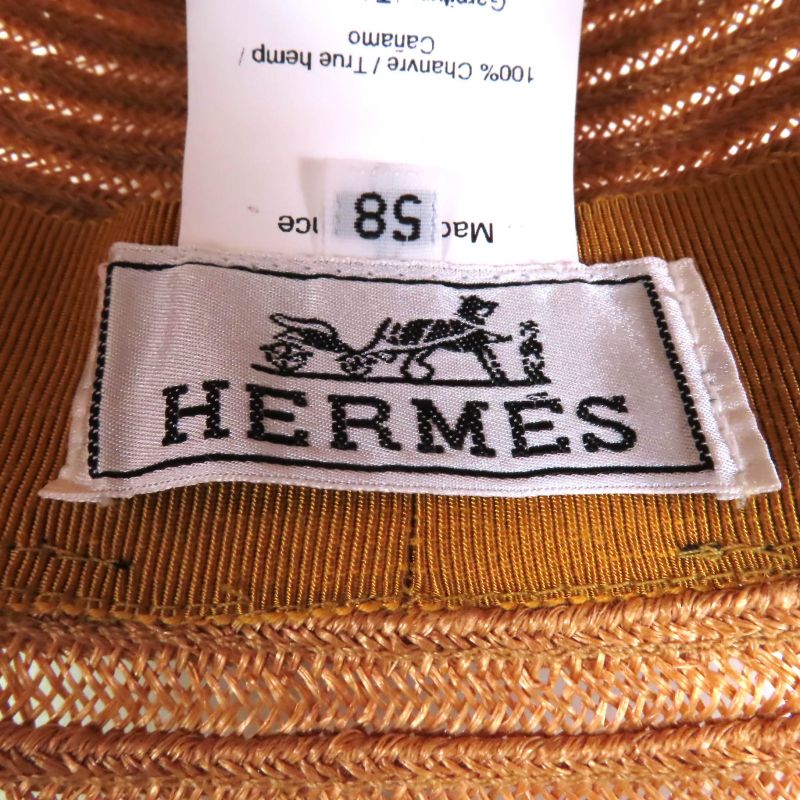 HERMÈS
58
100% Chanvre / True hemp /
Cañamo